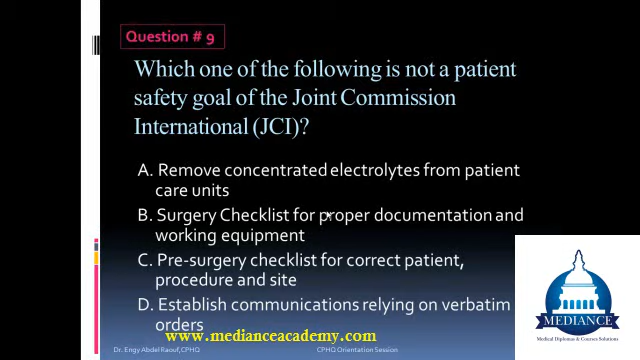 Question # 9
Which one of the following is not a patient
safety goal of the Joint Commission
International (JCI)?
A. Remove concentrated electrolytes from patient
care units
B. Surgery Checklist for proper documentation and
working equipment
C. Pre-surgery checklist for correct patient,
procedure and site
D. Establish communications relying on verbatim
orders
www.medianceacademy.com
MEDIANCE
Medical Diplomas & Courses Solutions
Dr. Engy Abdel Raouf,CPHQ
CPHQ Orientation Session